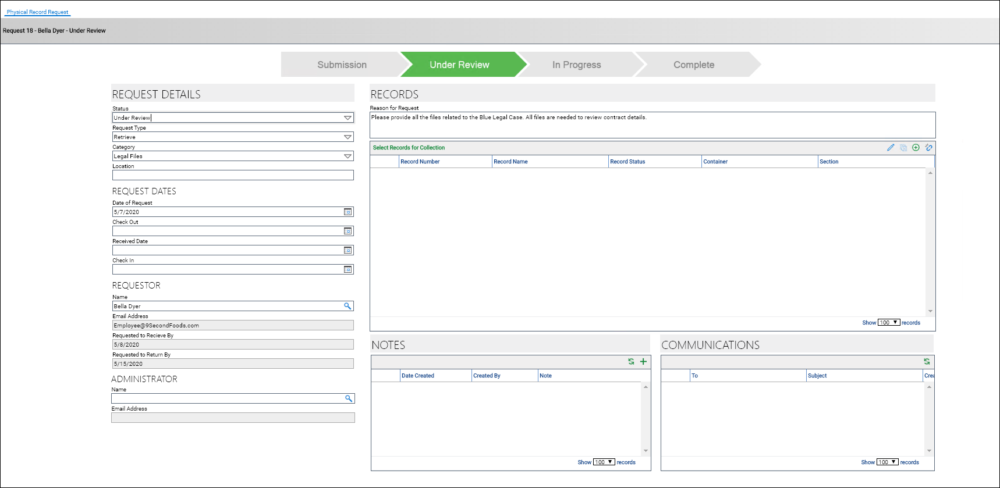 Physical Record Request
Request 18 - Bella Dyer - Under Review
Submission
Under Review
In Progress
Complete
REQUEST DETAILS
Status
Under Review
Request Type
Retrieve
Category
Legal Files
Location
REQUEST DATES
Date of Request
5/7/2020
Check Out
Received Date
Check In
REQUESTOR
Name
Bella Dyer
Email Address
Employee@9SecondFoods.com
Requested to Recieve By
5/8/2020
Requested to Return By
5/15/2020
ADMINISTRATOR
Name
Email Address
RECORDS
Reason for Request
Please provide all the files related to the Blue Legal Case. All files are needed to review contract details.
Select Records for Collection
Record Number Record Name Record Status Container Section
Show 100 records
NOTES
Date Created Created By Note
Show 100 records
COMMUNICATIONS
To Subject Crea
Show 100 records